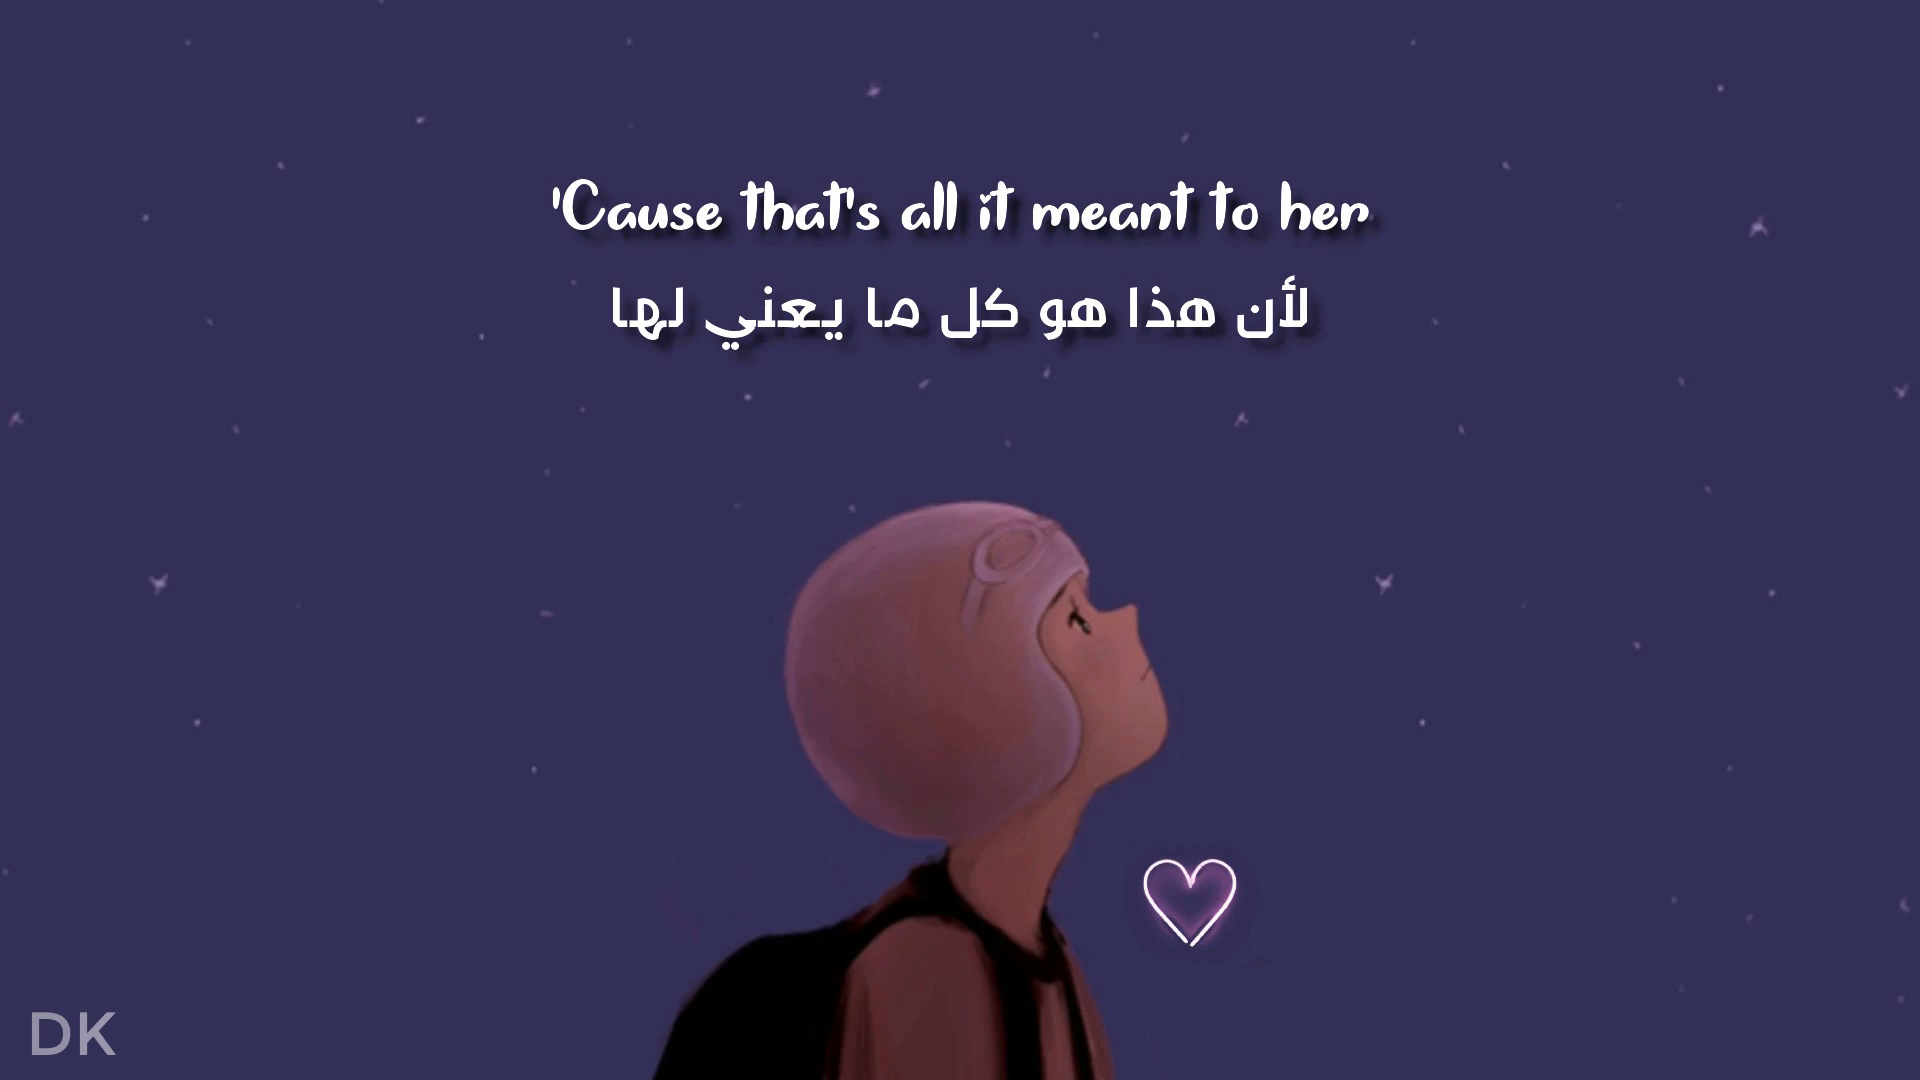 'Cause that's all it meant to her
لأن هذا هو كل ما يعني لها
DK